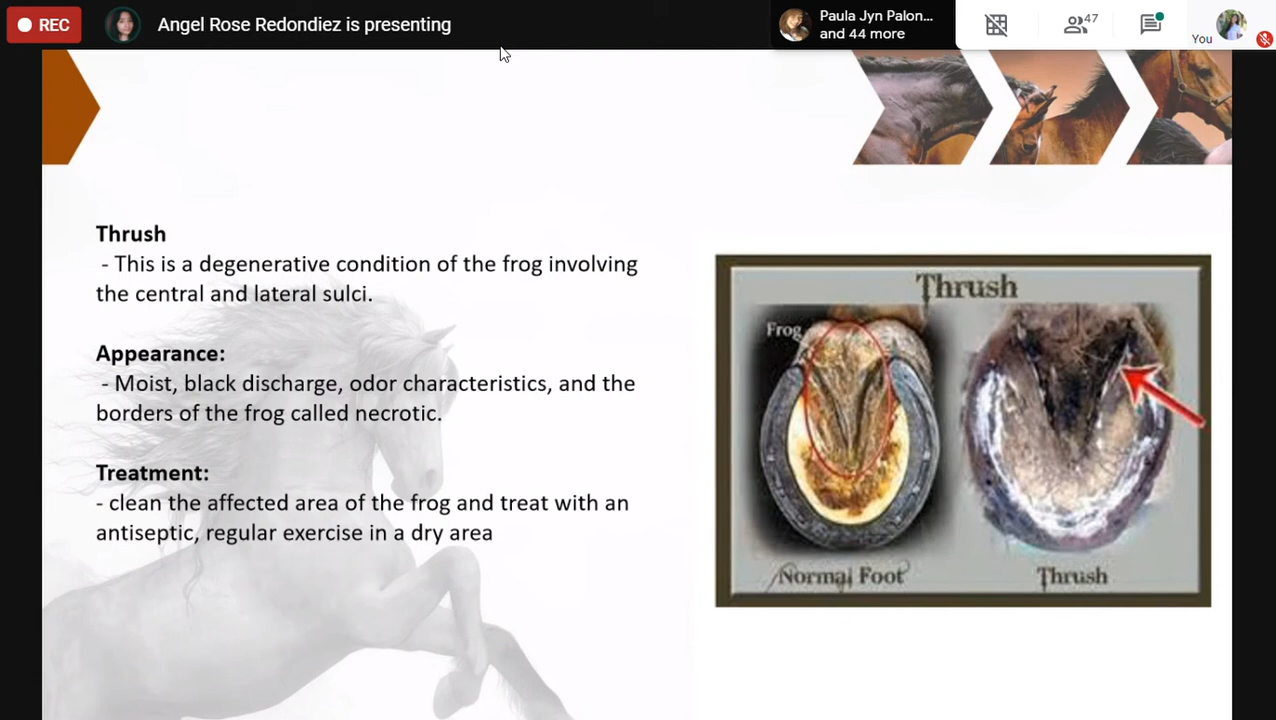 REC
Angel Rose Redondiez is presenting
Paula Jyn Palon...
and 44 more
47
You
Thrush
- This is a degenerative condition of the frog involving
the central and lateral sulci.
Appearance:
- Moist, black discharge, odor characteristics, and the
borders of the frog called necrotic.
Treatment:
- clean the affected area of the frog and treat with an
antiseptic, regular exercise in a dry area
Thrush
Frog
Normal Foot
Thrush